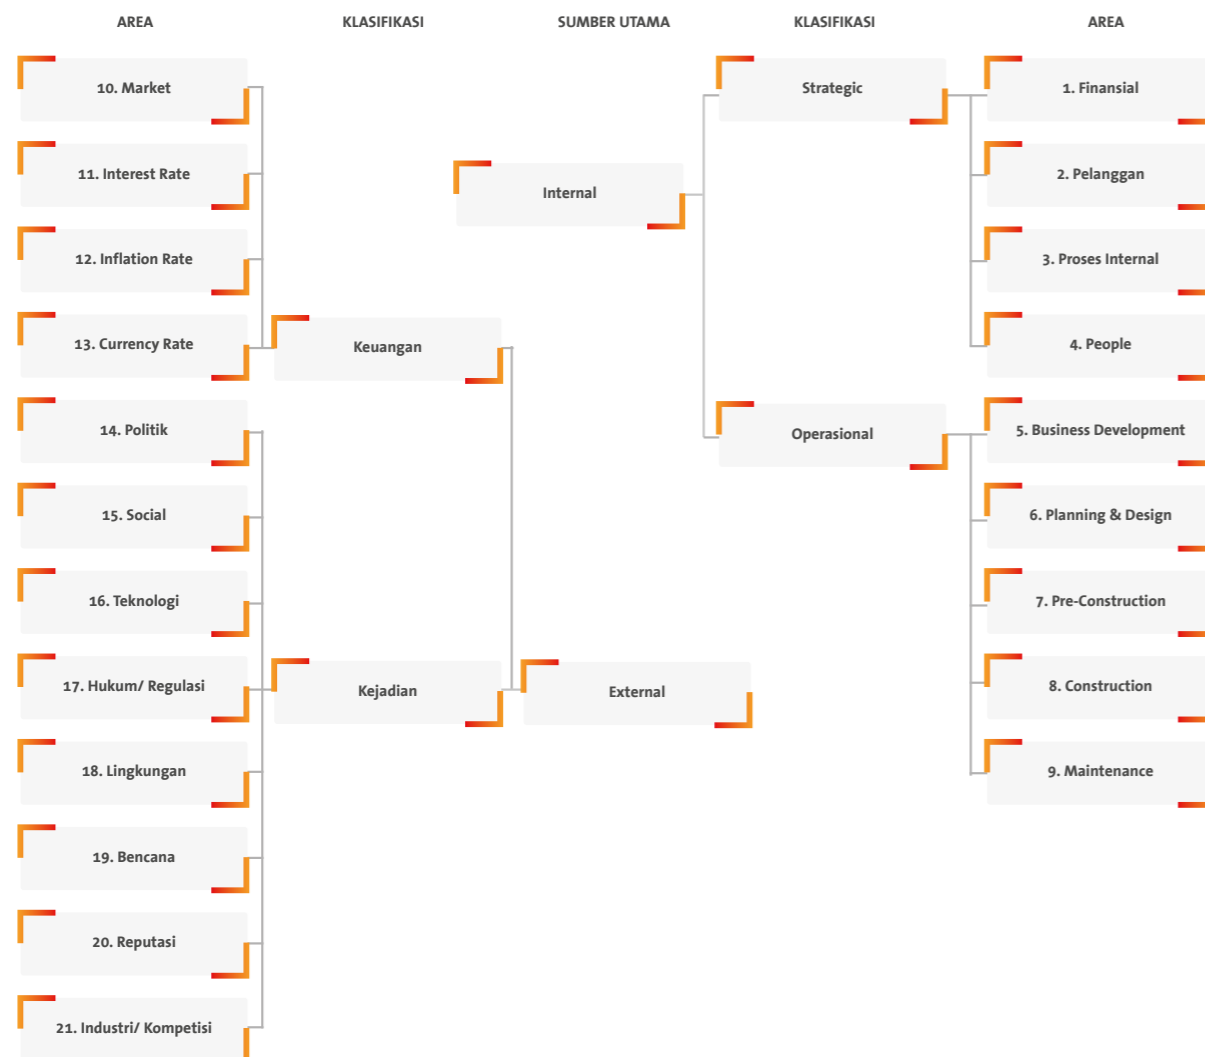 AREA
KLASIFIKASI
SUMBER UTAMA
KLASIFIKASI
AREA
10. Market
11. Interest Rate
12. Inflation Rate
13. Currency Rate
14. Politik
15. Social
16. Teknologi
17. Hukum/ Regulasi
18. Lingkungan
19. Bencana
20. Reputasi
21. Industri/ Kompetisi
Keuangan
Kejadian
Internal
External
Strategic
Operasional
1. Finansial
2. Pelanggan
3. Proses Internal
4. People
5. Business Development
6. Planning & Design
7. Pre-Construction
8. Construction
9. Maintenance